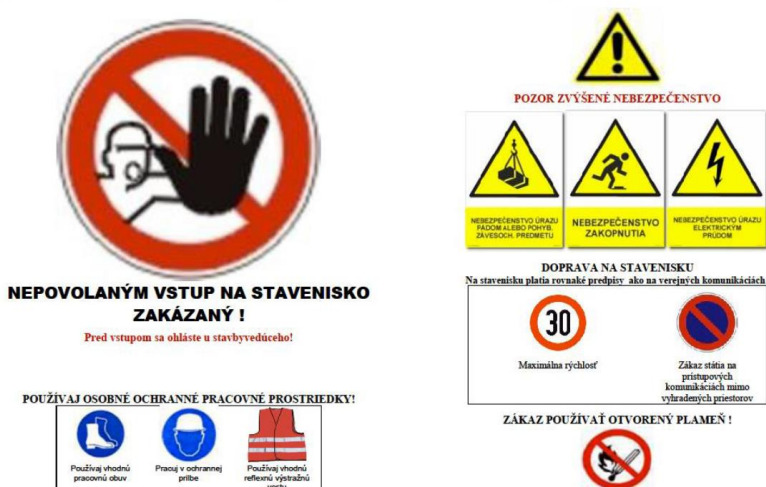 NEPOVOLANÝM VSTUP NA STAVENISKO
ZAKÁZANÝ !
Pred vstupom sa ohláste u stavbyvedúceho!
POUŽÍVAJ OSOBNÉ OCHRANNÉ PRACOVNÉ PROSTRIEDKY!
Používaj vhodnú
pracovnú obuv
Pracuj v ochrannej
prilbe
Používaj vhodnú
reflexnú výstražnú
vestu
POZOR ZVÝŠENÉ NEBEZPEČENSTVO
NEBEZPEČENSTVO ÚRAZU
PÁDOM ALEBO POHYB.
ZÁVESOCH. PREDMETU
NEBEZPEČENSTVO
ZAKOPNUTIA
NEBEZPEČENSTVO ÚRAZU
ELEKTRICKÝM
PRÚDOM
DOPRAVA NA STAVENISKU
Na stavenisku platia rovnaké predpisy ako na verejných komunikáciách
30
Maximálna rýchlosť
Zákaz státia na
prístupových
komunikáciách mimo
vyhradených priestorov
ZÁKAZ POUŽÍVAŤ OTVORENÝ PLAMEŇ !